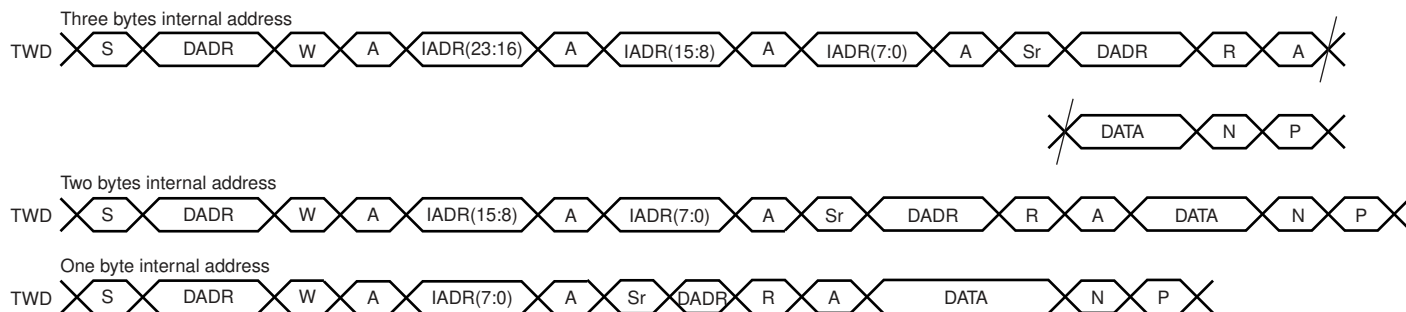 Three bytes internal address
TWD S DADR W A IADR(23:16) A IADR(15:8) A IADR(7:0) A Sr DADR R A
DATA N P
Two bytes internal address
TWD S DADR W A IADR(15:8) A IADR(7:0) A Sr DADR R A DATA N P
One byte internal address
TWD S DADR W A IADR(7:0) A Sr DADR R A DATA N P